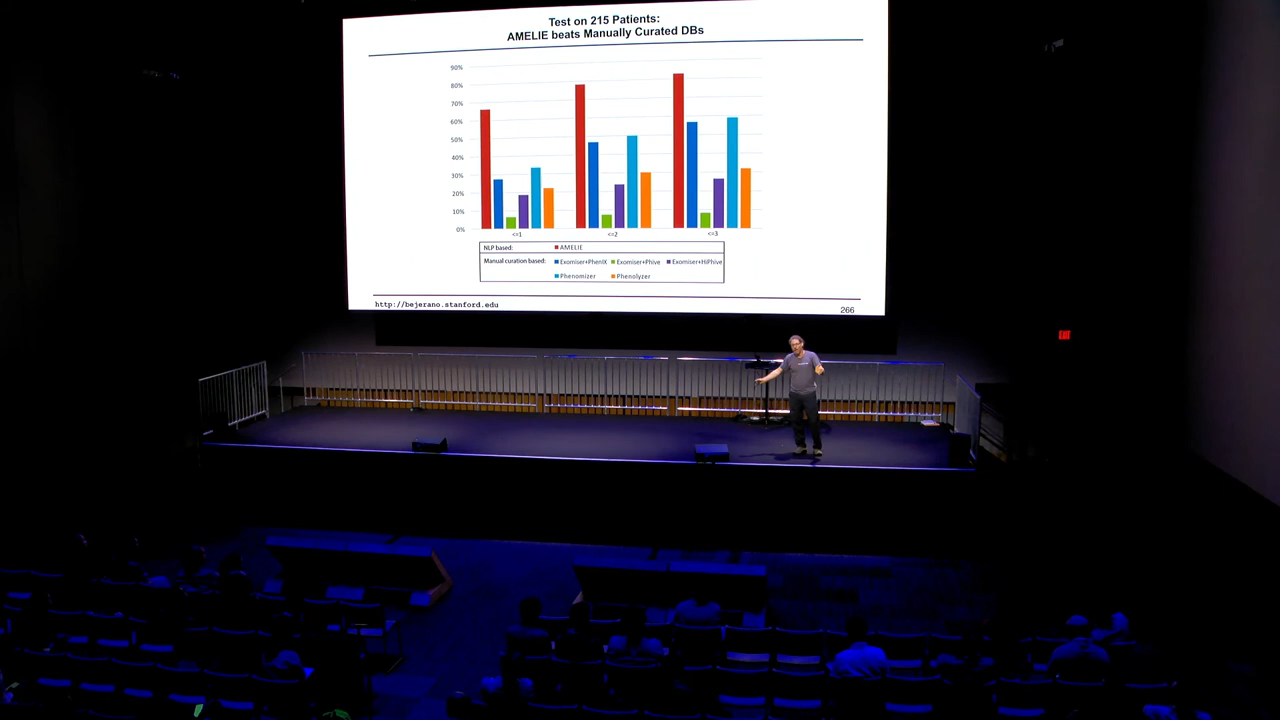 Test on 215 Patients:
AMELIE beats Manually Curated DBs
90%
80%
70%
60%
50%
40%
30%
20%
10%
0%
<=1 <=2 <=3
NLP based: AMELIE
Manual curation based: Exomiser+PhenIX Exomiser+Phive Exomiser+HiPhive
Phenomizer Phenolyzer
http://bejerano.stanford.edu 266